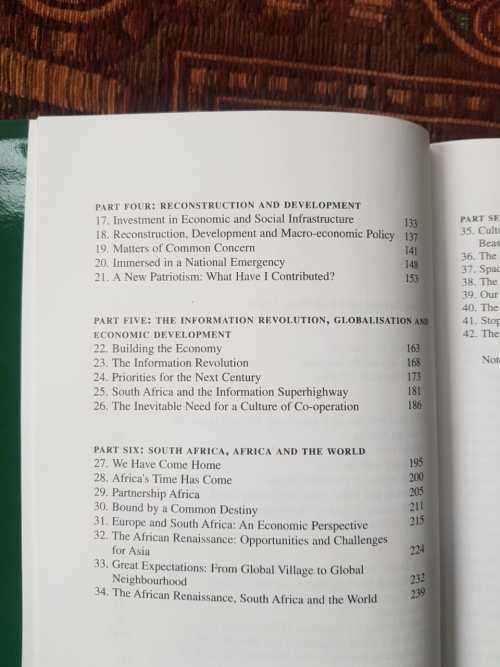 PART FOUR: RECONSTRUCTION AND DEVELOPMENT
17. Investment in Economic and Social Infrastructure 133
18. Reconstruction, Development and Macro-economic Policy 137
19. Matters of Common Concern 141
20. Immersed in a National Emergency 148
21. A New Patriotism: What Have I Contributed? 153
PART FIVE: THE INFORMATION REVOLUTION, GLOBALISATION AND
ECONOMIC DEVELOPMENT
22. Building the Economy 163
23. The Information Revolution 168
24. Priorities for the Next Century 173
25. South Africa and the Information Superhighway 181
26. The Inevitable Need for a Culture of Co-operation 186
PART SIX: SOUTH AFRICA, AFRICA AND THE WORLD
27. We Have Come Home 195
28. Africa's Time Has Come 200
29. Partnership Africa 205
30. Bound by a Common Destiny 211
31. Europe and South Africa: An Economic Perspective 215
32. The African Renaissance: Opportunities and Challenges
for Asia 224
33. Great Expectations: From Global Village to Global
Neighbourhood 232
34. The African Renaissance, South Africa and the World 239
PART SE
35. Cult
Beas
36. The
37. Spac
38. The
39. Our
40. The
41. Stop
42. The
Note